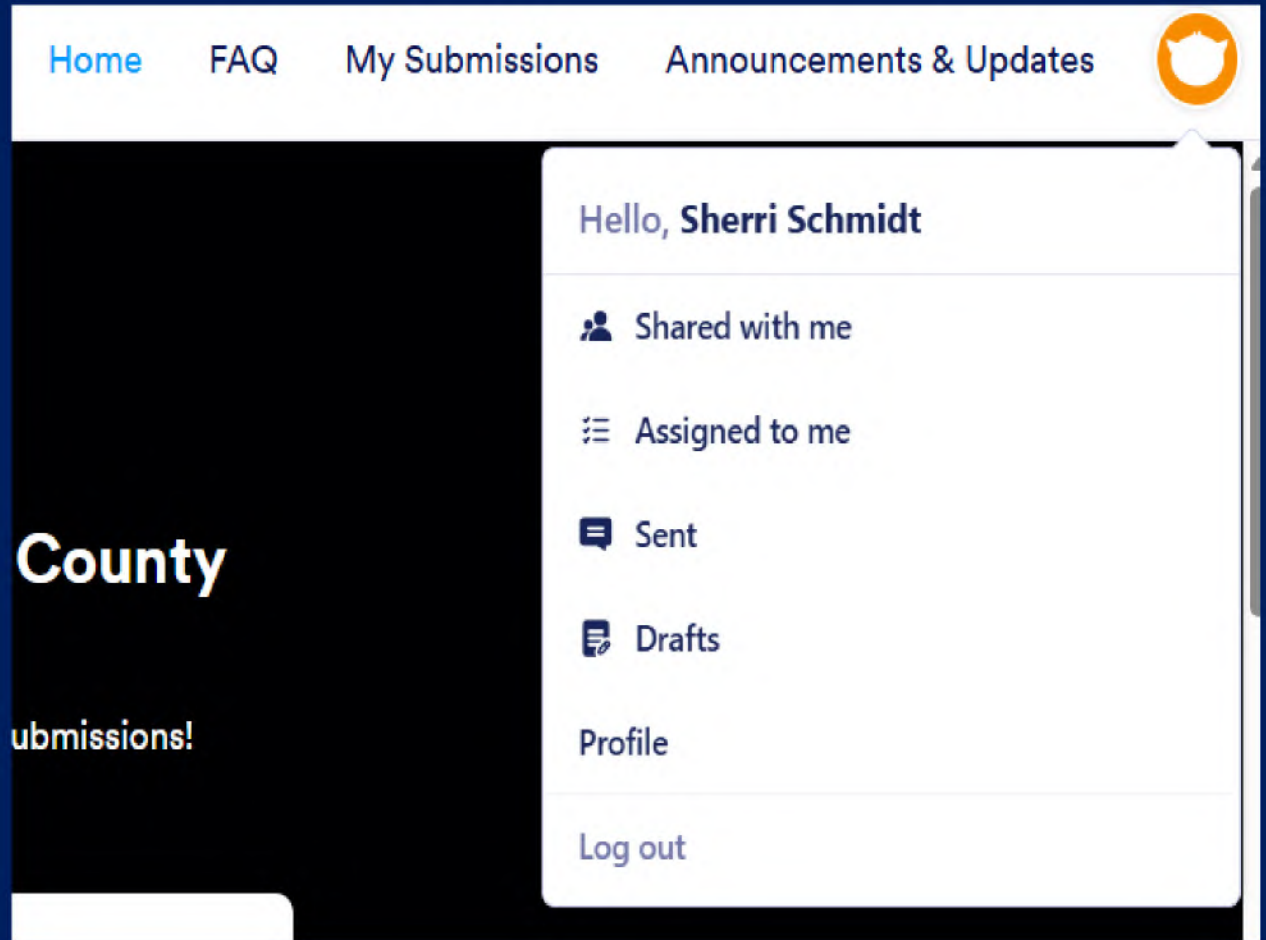 Home FAQ My Submissions Announcements & Updates
Hello, Sherri Schmidt
Shared with me
Assigned to me
Sent
Drafts
Profile
Log out
County
ubmissions!